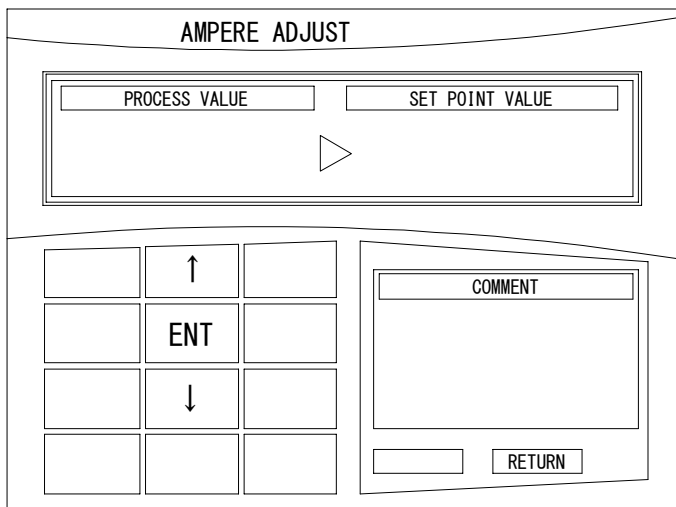 AMPERE ADJUST
PROCESS VALUE
SET POINT VALUE
↑
ENT
↓
COMMENT
RETURN